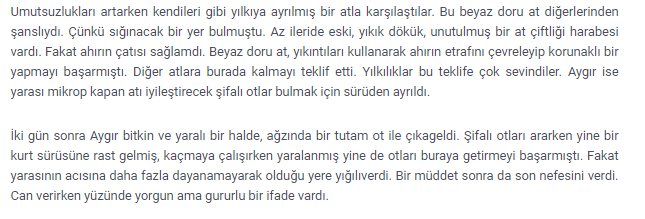 Umutsuzlukları artarken kendileri gibi yılkıya ayrılmış bir atla karşılaştılar. Bu beyaz doru at diğerlerinden
şanslıydı. Çünkü sığınacak bir yer bulmuştu. Az ileride eski, yıkık dökük, unutulmuş bir at çiftliği harabesi
vardı. Fakat ahırın çatısı sağlamdı. Beyaz doru at, yıkıntıları kullanarak ahırın etrafını çevreleyip korunaklı bir
yapmayı başarmıştı. Diğer atlara burada kalmayı teklif etti. Yılkılıklar bu teklife çok sevindiler. Aygır ise
yarası mikrop kapan atı iyileştirecek şifalı otlar bulmak için sürüden ayrıldı.
İki gün sonra Aygır bitkin ve yaralı bir halde, ağzında bir tutam ot ile çıkageldi. Şifalı otları ararken yine bir
kurt sürüsüne rast gelmiş, kaçmaya çalışırken yaralanmış yine de otları buraya getirmeyi başarmıştı. Fakat
yarasının acısına daha fazla dayanamayarak olduğu yere yığılıverdi. Bir müddet sonra da son nefesini verdi.
Can verirken yüzünde yorgun ama gururlu bir ifade vardı.